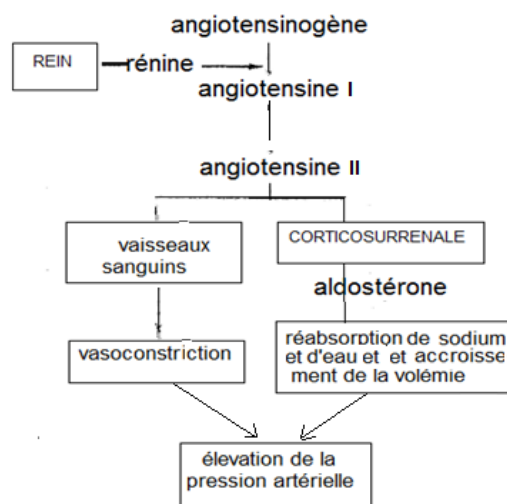 angiotensinogène
REIN
rénine
angiotensine I
angiotensine II
vaisseaux
sanguins
CORTICOSURRENALE
aldostérone
vasoconstriction
réabsorption de sodium
et d'eau et et accroisse
ment de la volémie
élevation de la
pression artérielle